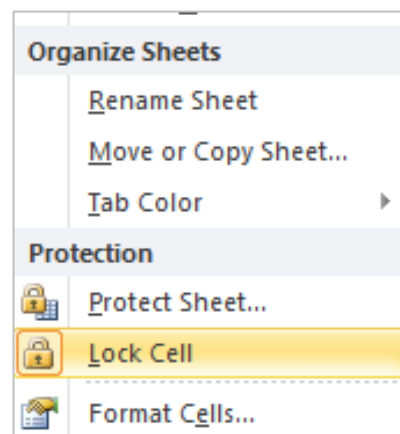 Organize Sheets
Rename Sheet
Move or Copy Sheet...
Tab Color
Protection
Protect Sheet...
Lock Cell
Format Cells...